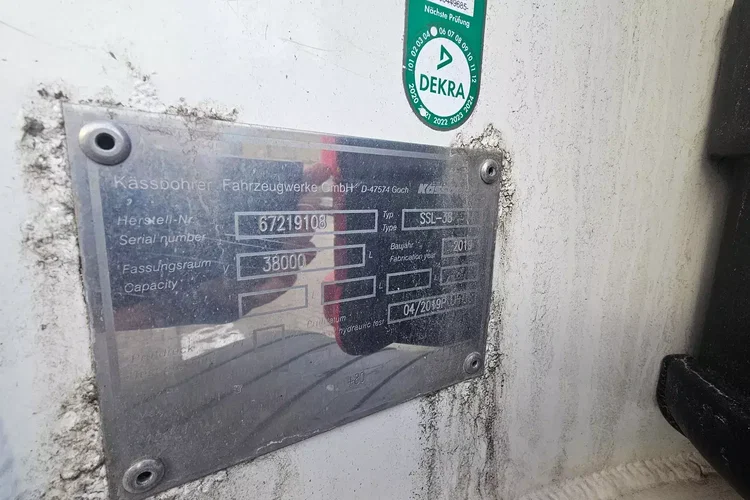 Nächste Prüfung
01 02 03 04 06 07 08 09 10 11 12
DEKRA
2020 2021 2022 2023 2024
Kässbohrer Fahrzeugwerke GmbH D-47574 Goch
Herstell-Nr.
Serial number
67219108
Typ
Type
SSL-38
Fassungsraum
Capacity
38000 L
Baujahr
Fabrication year
L L L
hydraulic test
04/2019